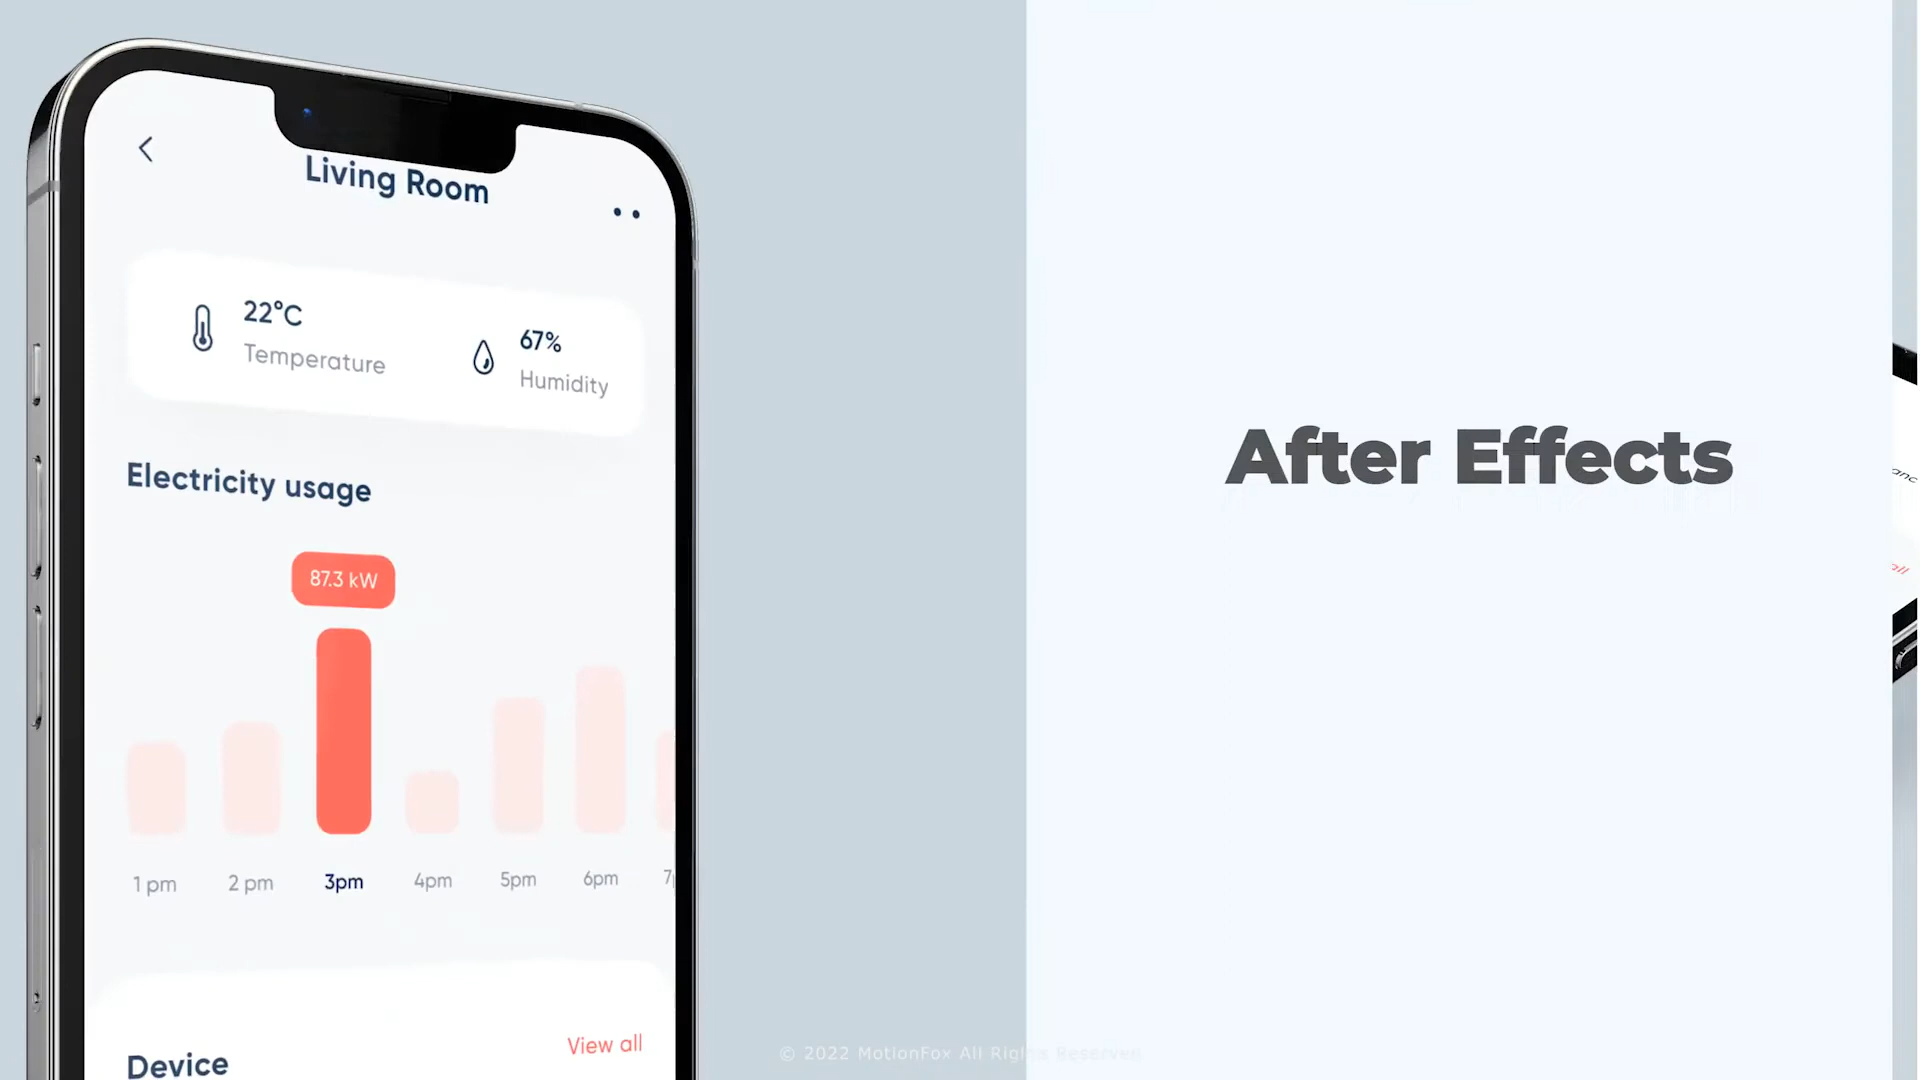 Living Room
22°C
Temperature
67%
Humidity
Electricity usage
87.3 kW
1 pm 2 pm 3pm 4pm 5pm 6pm
Device
View all
After Effects
© 2022 MotionFox All Rights Reserved